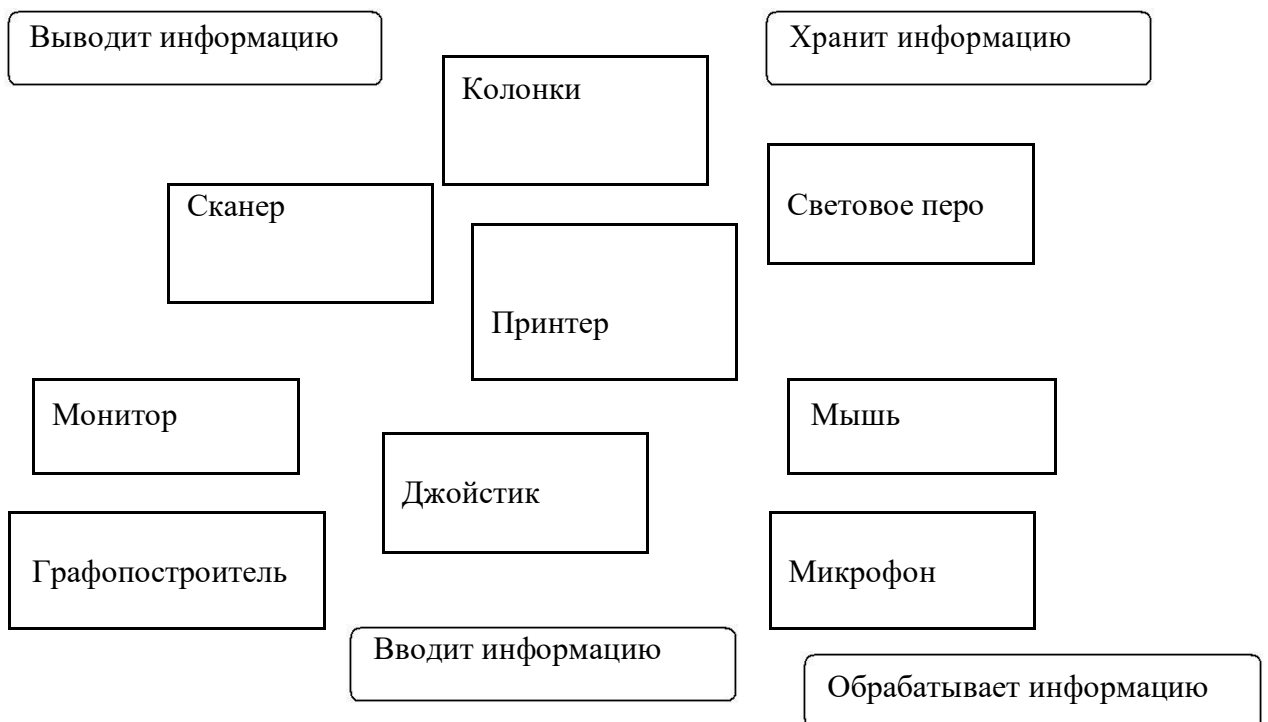 Выводит информацию
Хранит информацию
Колонки
Сканер
Световое перо
Принтер
Монитор
Мышь
Джойстик
Графопостроитель
Микрофон
Вводит информацию
Обрабатывает информацию